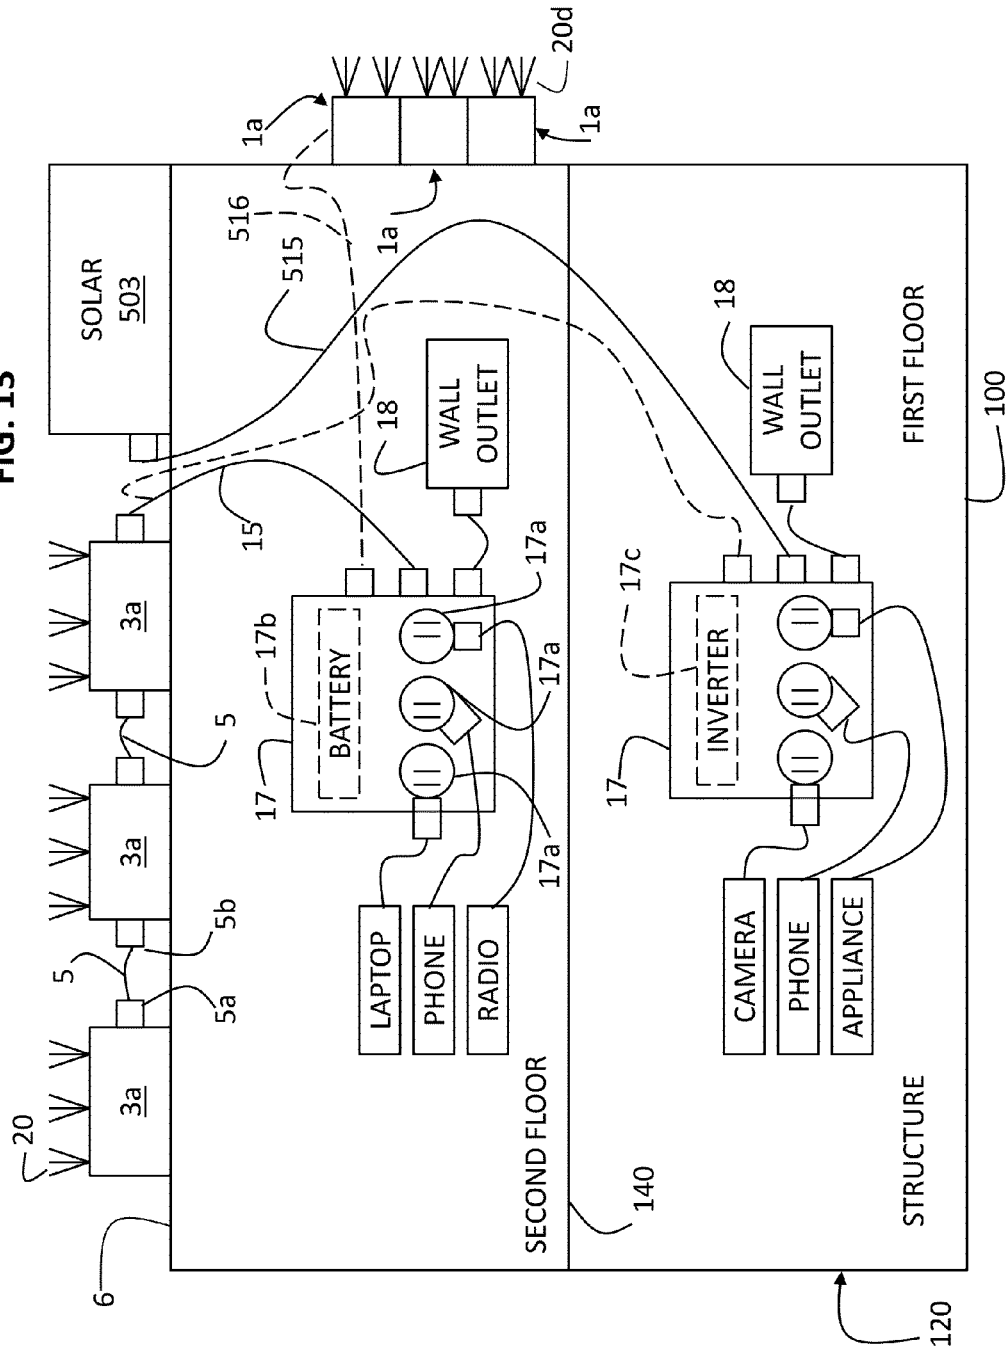 FIG.
20
6
3a
5a
5
5b
3a
5
3a
SOLAR
503
15
516
515
1a
1a
1a
20d
17
17b
BATTERY
17a
17a
17a
LAPTOP
PHONE
RADIO
18
WALL
OUTLET
SECOND FLOOR
140
17
17c
INVERTER
CAMERA
PHONE
APPLIANCE
18
WALL
OUTLET
STRUCTURE
FIRST FLOOR
120
100